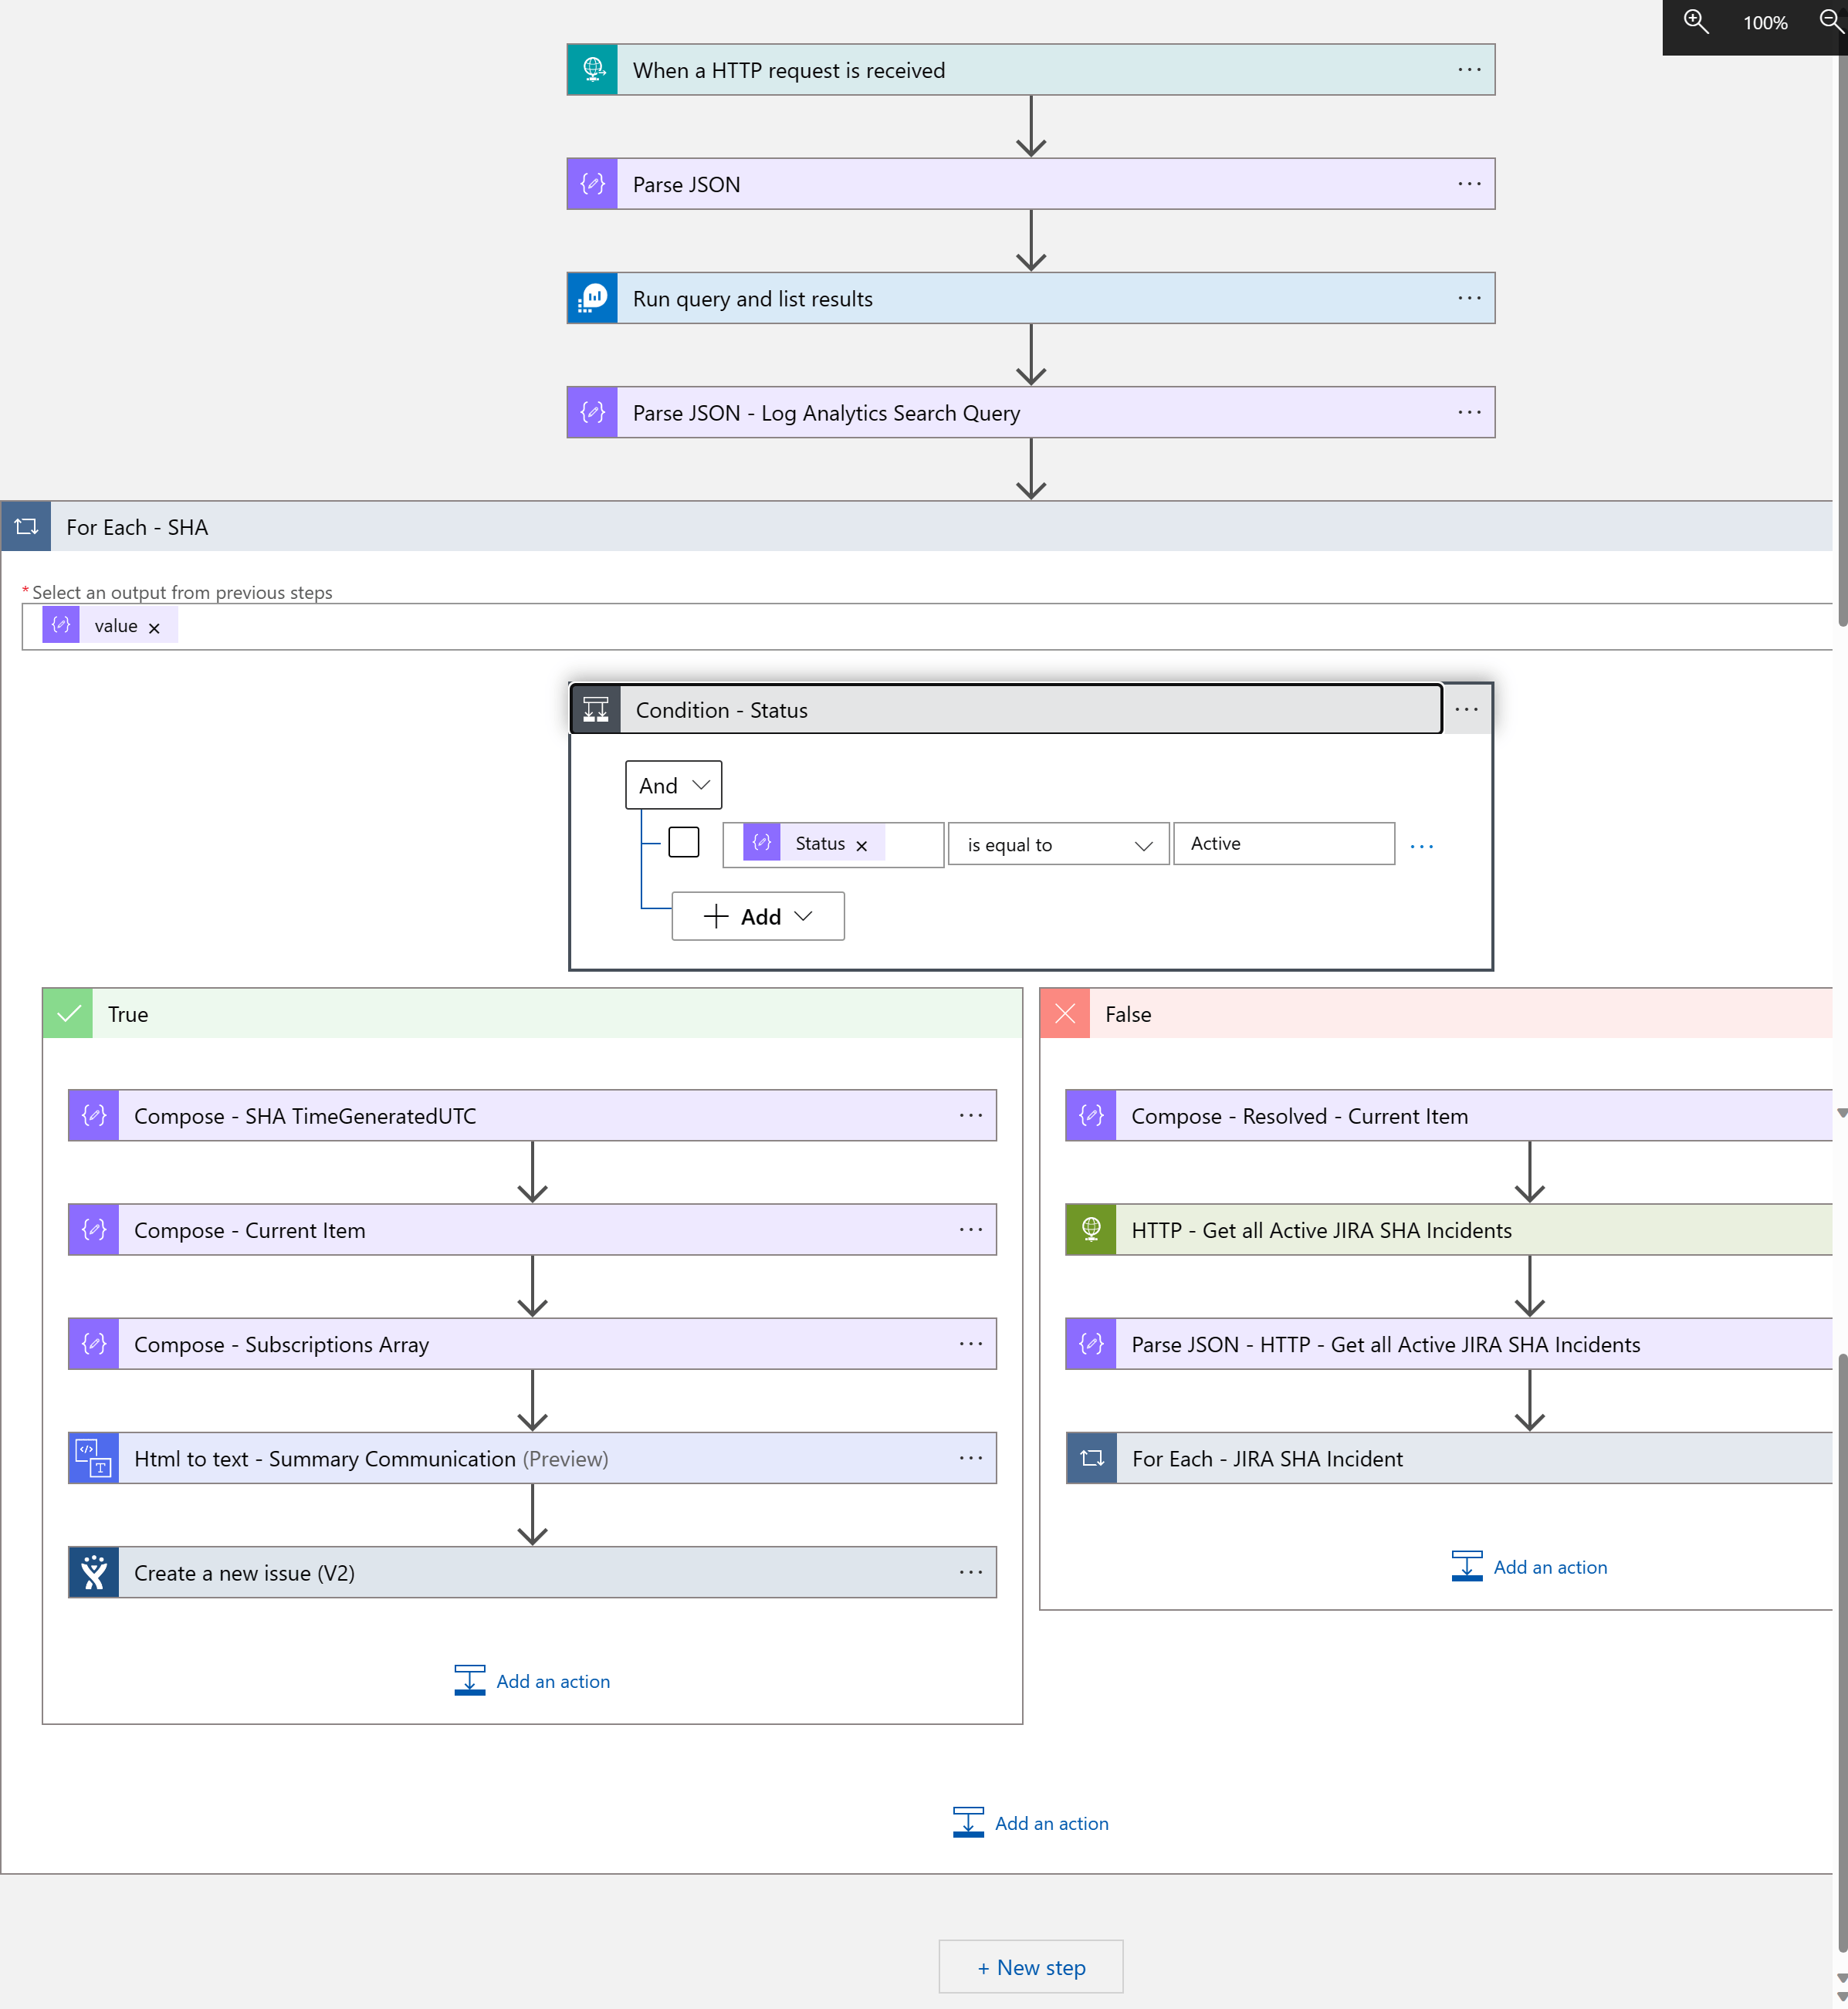 100%
When a HTTP request is received
Parse JSON
Run query and list results
Parse JSON - Log Analytics Search Query
For Each - SHA
* Select an output from previous steps
value
Condition - Status
And
Status is equal to Active
Add
True
False
Compose - SHA TimeGeneratedUTC
Compose - Current Item
Compose - Subscriptions Array
Html to text - Summary Communication (Preview)
Create a new issue (V2)
Add an action
Compose - Resolved - Current Item
HTTP - Get all Active JIRA SHA Incidents
Parse JSON - HTTP - Get all Active JIRA SHA Incidents
For Each - JIRA SHA Incident
Add an action
Add an action
+ New step